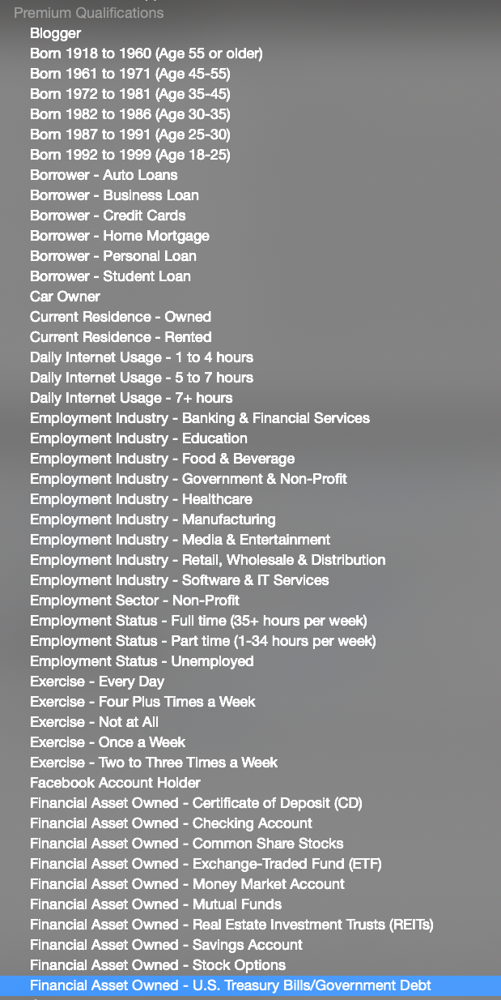 Premium Qualifications
Blogger
Born 1918 to 1960 (Age 55 or older)
Born 1961 to 1971 (Age 45-55)
Born 1972 to 1981 (Age 35-45)
Born 1982 to 1986 (Age 30-35)
Born 1987 to 1991 (Age 25-30)
Born 1992 to 1999 (Age 18-25)
Borrower - Auto Loans
Borrower - Business Loan
Borrower - Credit Cards
Borrower - Home Mortgage
Borrower - Personal Loan
Borrower - Student Loan
Car Owner
Current Residence - Owned
Current Residence - Rented
Daily Internet Usage - 1 to 4 hours
Daily Internet Usage - 5 to 7 hours
Daily Internet Usage - 7+ hours
Employment Industry - Banking & Financial Services
Employment Industry - Education
Employment Industry - Food & Beverage
Employment Industry - Government & Non-Profit
Employment Industry - Healthcare
Employment Industry - Manufacturing
Employment Industry - Media & Entertainment
Employment Industry - Retail, Wholesale & Distribution
Employment Industry - Software & IT Services
Employment Sector - Non-Profit
Employment Status - Full time (35+ hours per week)
Employment Status - Part time (1-34 hours per week)
Employment Status - Unemployed
Exercise - Every Day
Exercise - Four Plus Times a Week
Exercise - Not at All
Exercise - Once a Week
Exercise - Two to Three Times a Week
Facebook Account Holder
Financial Asset Owned - Certificate of Deposit (CD)
Financial Asset Owned - Checking Account
Financial Asset Owned - Common Share Stocks
Financial Asset Owned - Exchange-Traded Fund (ETF)
Financial Asset Owned - Money Market Account
Financial Asset Owned - Mutual Funds
Financial Asset Owned - Real Estate Investment Trusts (REITs)
Financial Asset Owned - Savings Account
Financial Asset Owned - Stock Options
Financial Asset Owned - U.S. Treasury Bills/Government Debt